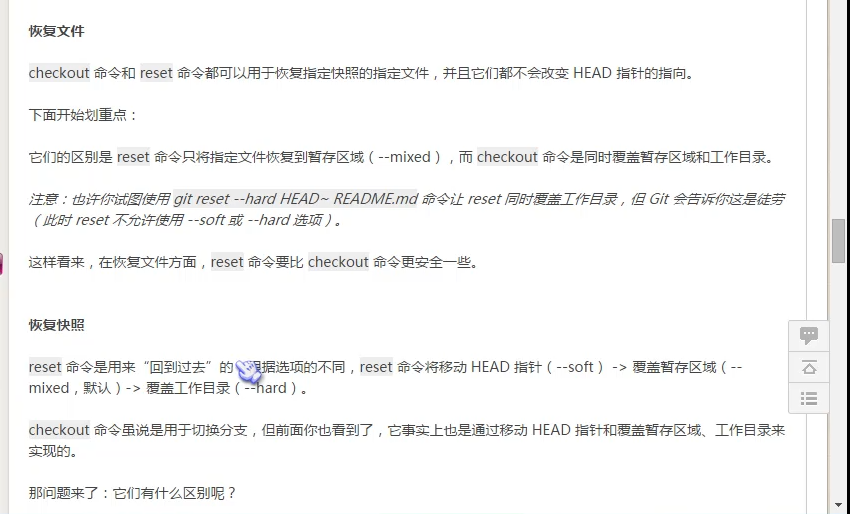 恢复文件
checkout 命令和 reset 命令都可以用于恢复指定快照的指定文件，并且它们都不会改变 HEAD 指针的指向。
下面开始划重点：
它们的区别是 reset 命令只将指定文件恢复到暂存区域（--mixed），而 checkout 命令是同时覆盖暂存区域和工作目录。
注意：也许你试图使用 git reset --hard HEAD~ README.md 命令让 reset 同时覆盖工作目录，但 Git 会告诉你这是徒劳
（此时 reset 不允许使用 --soft 或 --hard 选项）。
这样看来，在恢复文件方面，reset 命令要比 checkout 命令更安全一些。
恢复快照
reset 命令是用来“回到过去”的 据选项的不同，reset 命令将移动 HEAD 指针（--soft） -> 覆盖暂存区域（--
mixed，默认）-> 覆盖工作目录（--hard）。
checkout 命令虽说是用于切换分支，但前面你也看到了，它事实上也是通过移动 HEAD 指针和覆盖暂存区域、工作目录来
实现的。
那问题来了：它们有什么区别呢？